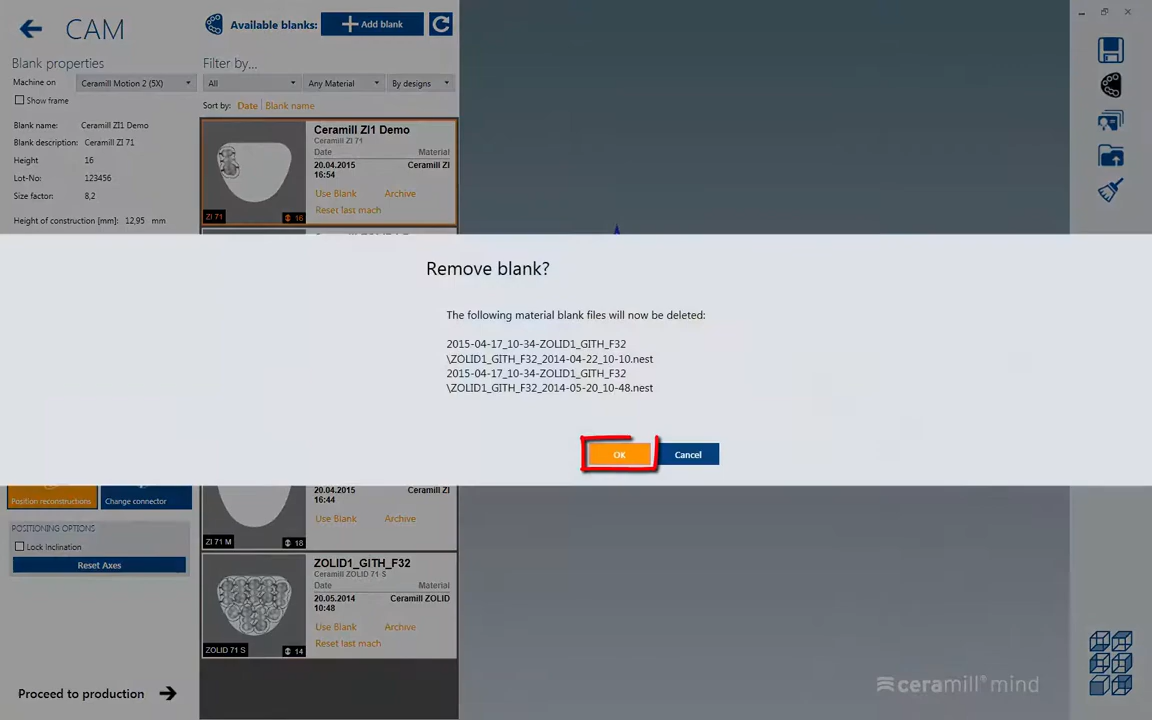 CAM
Available blanks:
Add blank
Blank properties
Filter by...
Machine on
Ceramill Motion 2 (5X)
All
Any Material
By designs
Show frame
Sort by: Date | Blank name
Blank name: Ceramill ZI1 Demo
Blank description: Ceramill ZI 71
Height 16
Lot-No: 123456
Size factor: 8,2
Height of construction [mm]: 12,95 mm
Ceramill ZI1 Demo
Ceramill ZI 71
Date Material
20.04.2015 Ceramill ZI
16:54
Use Blank Archive
Reset last mach
ZI 71 16
Remove blank?
The following material blank files will now be deleted:
2015-04-17_10-34-ZOLID1_GITH_F32
\ZOLID1_GITH_F32_2014-04-22_10-10.nest
2015-04-17_10-34-ZOLID1_GITH_F32
\ZOLID1_GITH_F32_2014-05-20_10-48.nest
OK
Cancel
Position reconstructions
Change connector
POSITIONING OPTIONS
Lock Inclination
Reset Axes
20.04.2015 Ceramill ZI
16:44
Use Blank Archive
ZI 71 M 18
ZOLID1_GITH_F32
Ceramill ZOLID 71 S
Date Material
20.05.2014 Ceramill ZOLID
10:48
Use Blank Archive
Reset last mach
ZOLID 71 S 14
Proceed to production
ceramill® mind